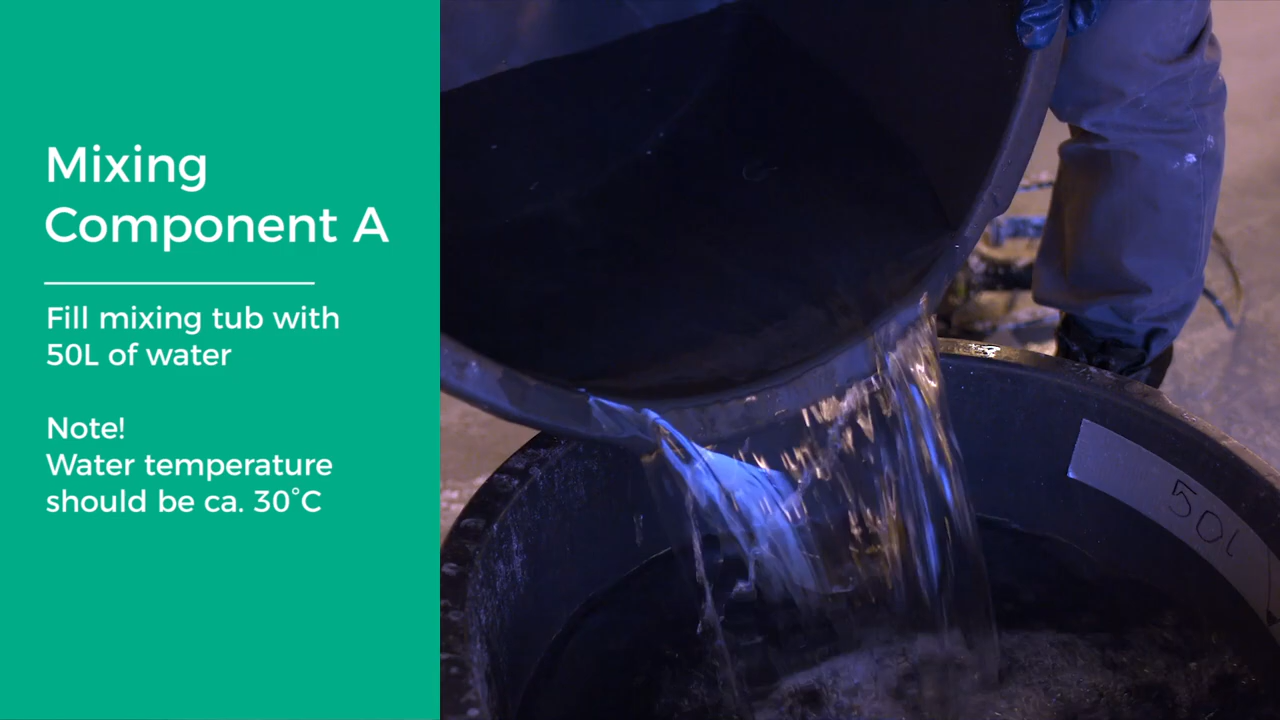 Mixing
Component A
Fill mixing tub with
50L of water
Note!
Water temperature
should be ca. 30°C
50l